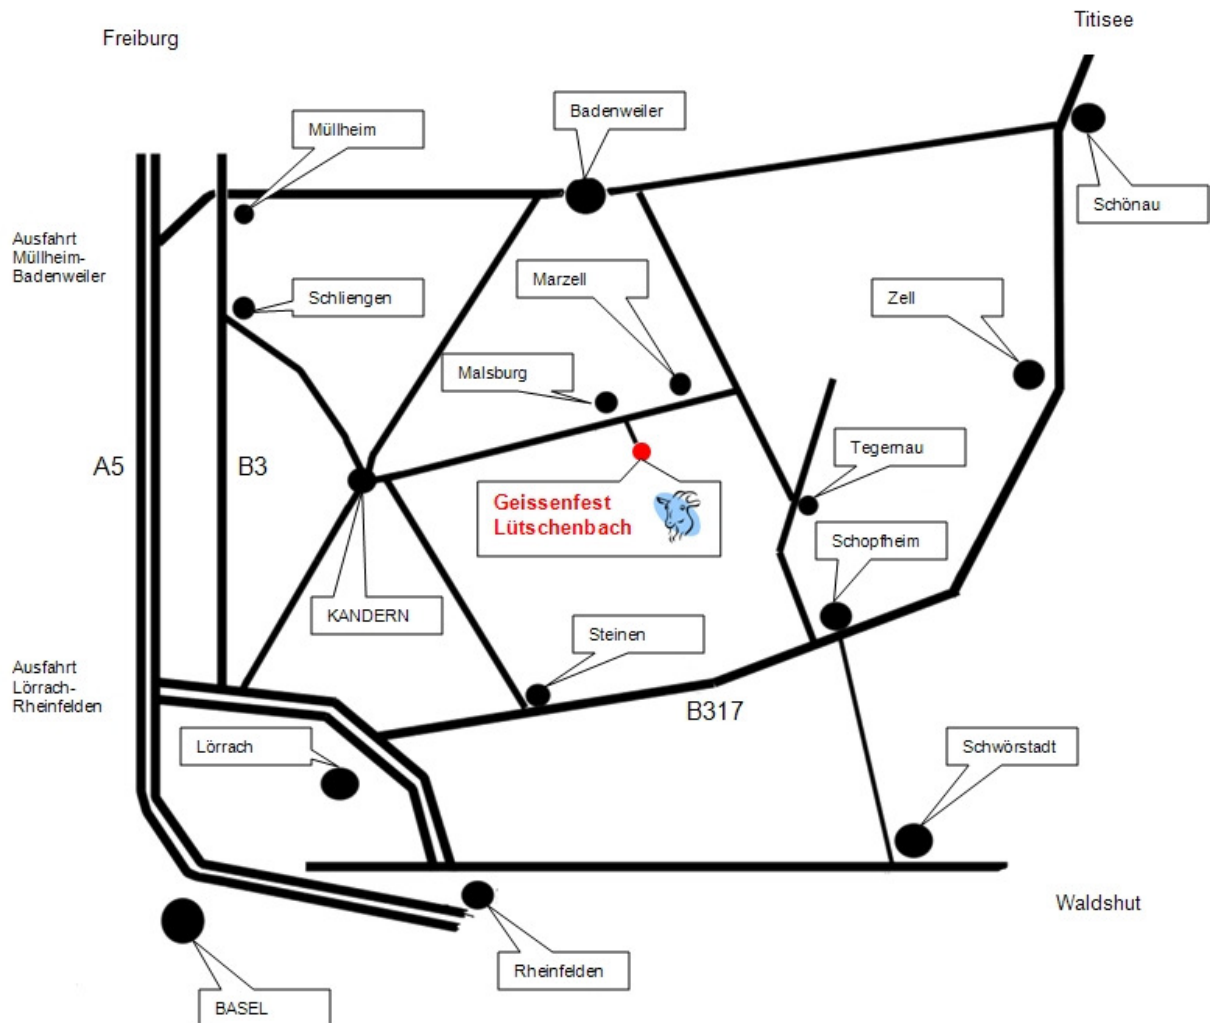 Titisee
Freiburg
Badenweiler
Müllheim
Schönau
Ausfahrt
Müllheim-
Badenweiler
Marzell
Schliengen
Zell
Malsburg
Tegernau
A5
B3
Geissenfest
Lütschenbach
Schopfheim
KANDERN
Steinen
Ausfahrt
Lörrach-
Rheinfelden
B317
Lörrach
Schwörstadt
Waldshut
Rheinfelden
BASEL